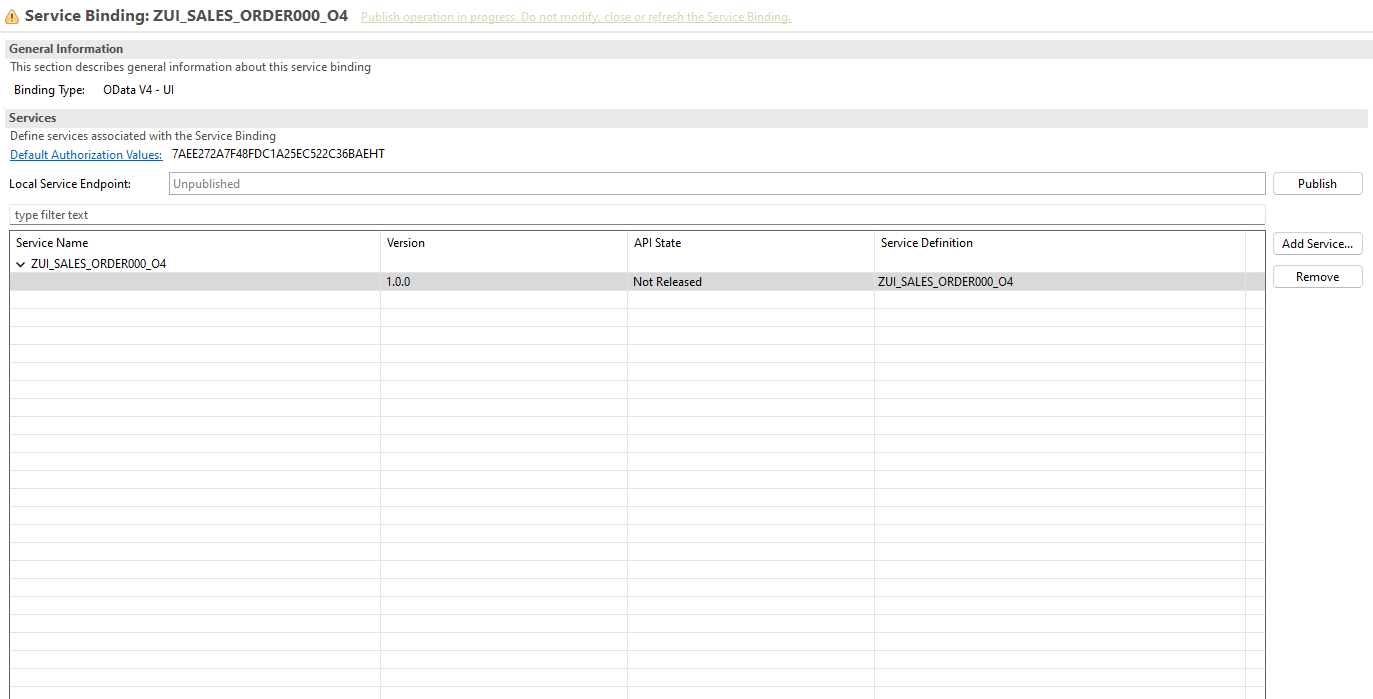 Service Binding: ZUI_SALES_ORDER000_O4 Publish operation in progress. Do not modify, close or refresh the Service Binding.
General Information
This section describes general information about this service binding
Binding Type: OData V4 - UI
Services
Define services associated with the Service Binding
Default Authorization Values: 7AEE272A7F48FDC1A25EC522C36BAEHT
Local Service Endpoint: Unpublished Publish
type filter text
Service Name Version API State Service Definition Add Service...
ZUI_SALES_ORDER000_O4
1.0.0 Not Released ZUI_SALES_ORDER000_O4 Remove